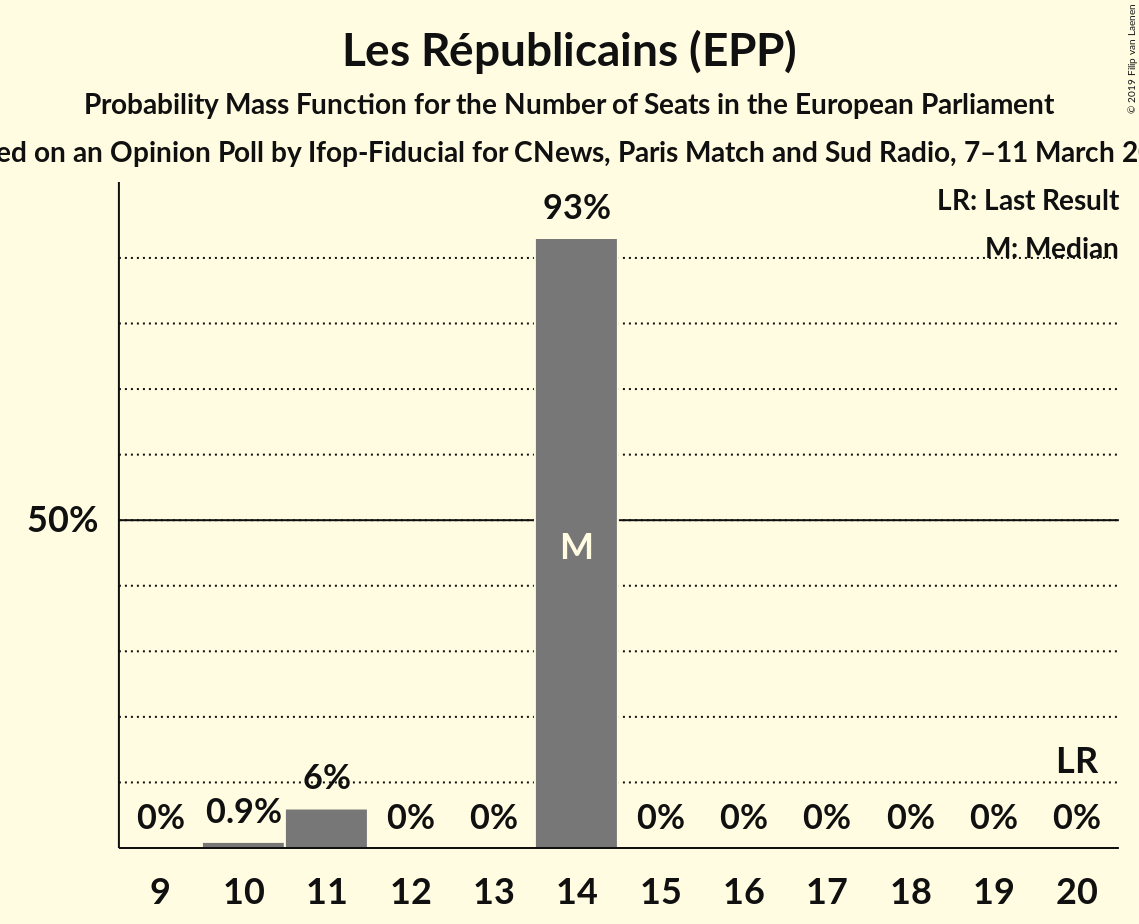 © 2019 Filip van Laenen
Les Républicains (EPP)
Probability Mass Function for the Number of Seats in the European Parliament
ed on an Opinion Poll by Ifop-Fiducial for CNews, Paris Match and Sud Radio, 7–11 March 2
LR: Last Result
M: Median
93%
50%
M
LR
6%
0% 0.9% 0% 0% 0% 0% 0% 0% 0% 0%
9 10 11 12 13 14 15 16 17 18 19 20